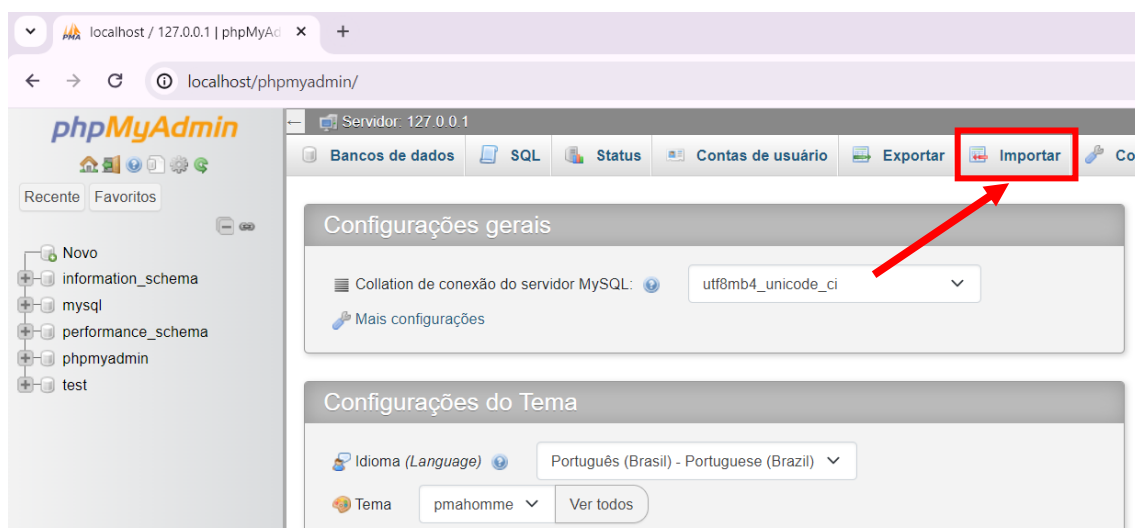 localhost / 127.0.0.1 | phpMyAd
localhost/phpmyadmin/
phpMyAdmin
Recente Favoritos
Novo
information_schema
mysql
performance_schema
phpmyadmin
test
Servidor: 127.0.0.1
Bancos de dados SQL Status Contas de usuário Exportar Importar Co
Configurações gerais
Collation de conexão do servidor MySQL: utf8mb4_unicode_ci
Mais configurações
Configurações do Tema
Idioma (Language) Português (Brasil) - Portuguese (Brazil)
Tema pmahomme Ver todos